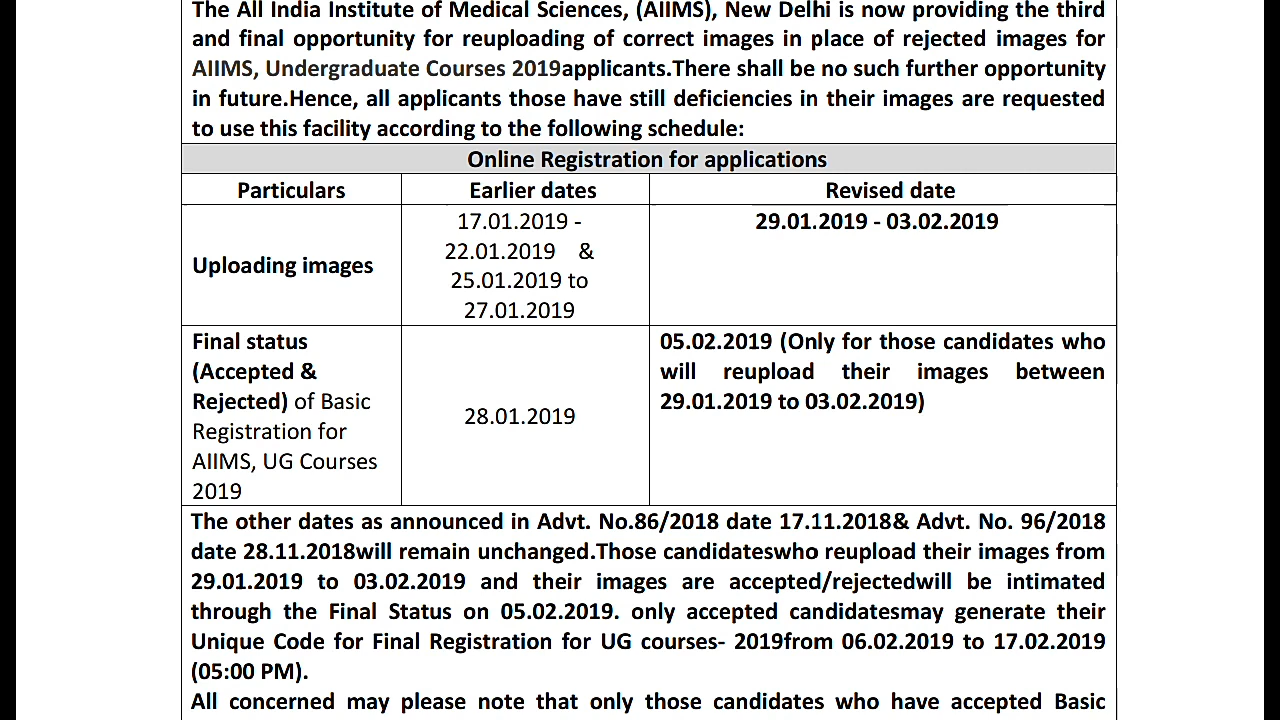 The All India Institute of Medical Sciences, (AIIMS), New Delhi is now providing the third
and final opportunity for reuploading of correct images in place of rejected images for
AIIMS, Undergraduate Courses 2019applicants.There shall be no such further opportunity
in future.Hence, all applicants those have still deficiencies in their images are requested
to use this facility according to the following schedule:
Online Registration for applications
Particulars Earlier dates Revised date
Uploading images
17.01.2019 -
22.01.2019 &
25.01.2019 to
27.01.2019
29.01.2019 - 03.02.2019
Final status
(Accepted &
Rejected) of Basic
Registration for
AIIMS, UG Courses
2019
28.01.2019
05.02.2019 (Only for those candidates who
will reupload their images between
29.01.2019 to 03.02.2019)
The other dates as announced in Advt. No.86/2018 date 17.11.2018& Advt. No. 96/2018
date 28.11.2018will remain unchanged.Those candidateswho reupload their images from
29.01.2019 to 03.02.2019 and their images are accepted/rejectedwill be intimated
through the Final Status on 05.02.2019. only accepted candidatesmay generate their
Unique Code for Final Registration for UG courses- 2019from 06.02.2019 to 17.02.2019
(05:00 PM).
All concerned may please note that only those candidates who have accepted Basic